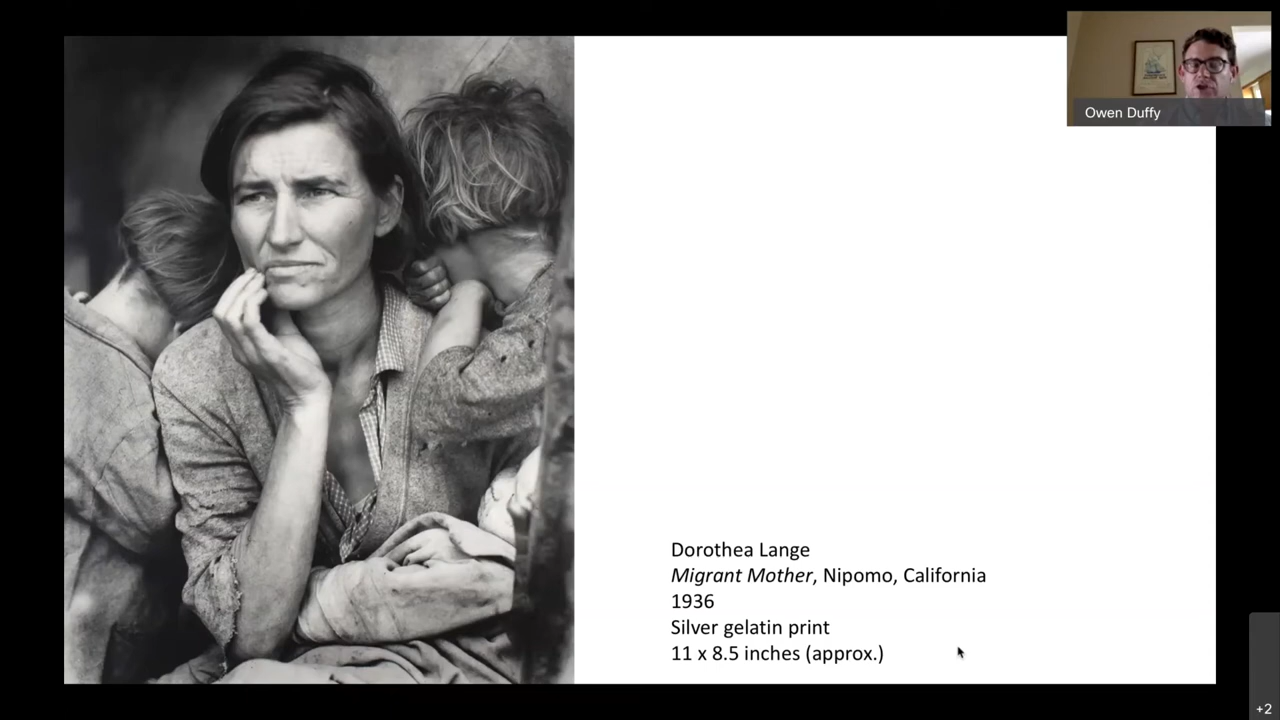 Owen Duffy
Dorothea Lange
Migrant Mother, Nipomo, California
1936
Silver gelatin print
11 x 8.5 inches (approx.)
+2